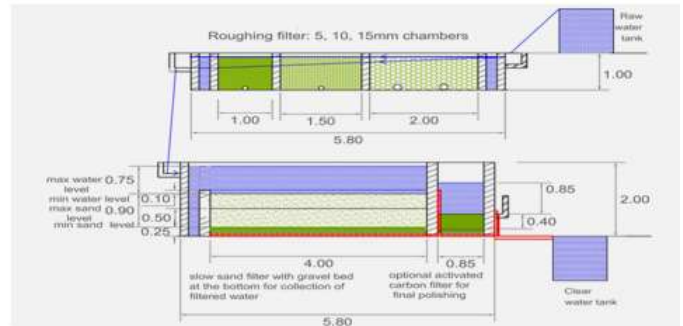 Roughing filter: 5, 10, 15mm chambers
Raw
water
tank
1.00
1.00
1.50
2.00
5.80
max water 0.75
level
min water level 0.10
max sand 0.90
level
0.50
min sand level
0.25
2.00
0.85
0.40
4.00
0.85
slow sand filter with gravel bed
at the bottom for collection of
filtered water
optional activated
carbon filter for
final polishing
Clear
water tank
5.80